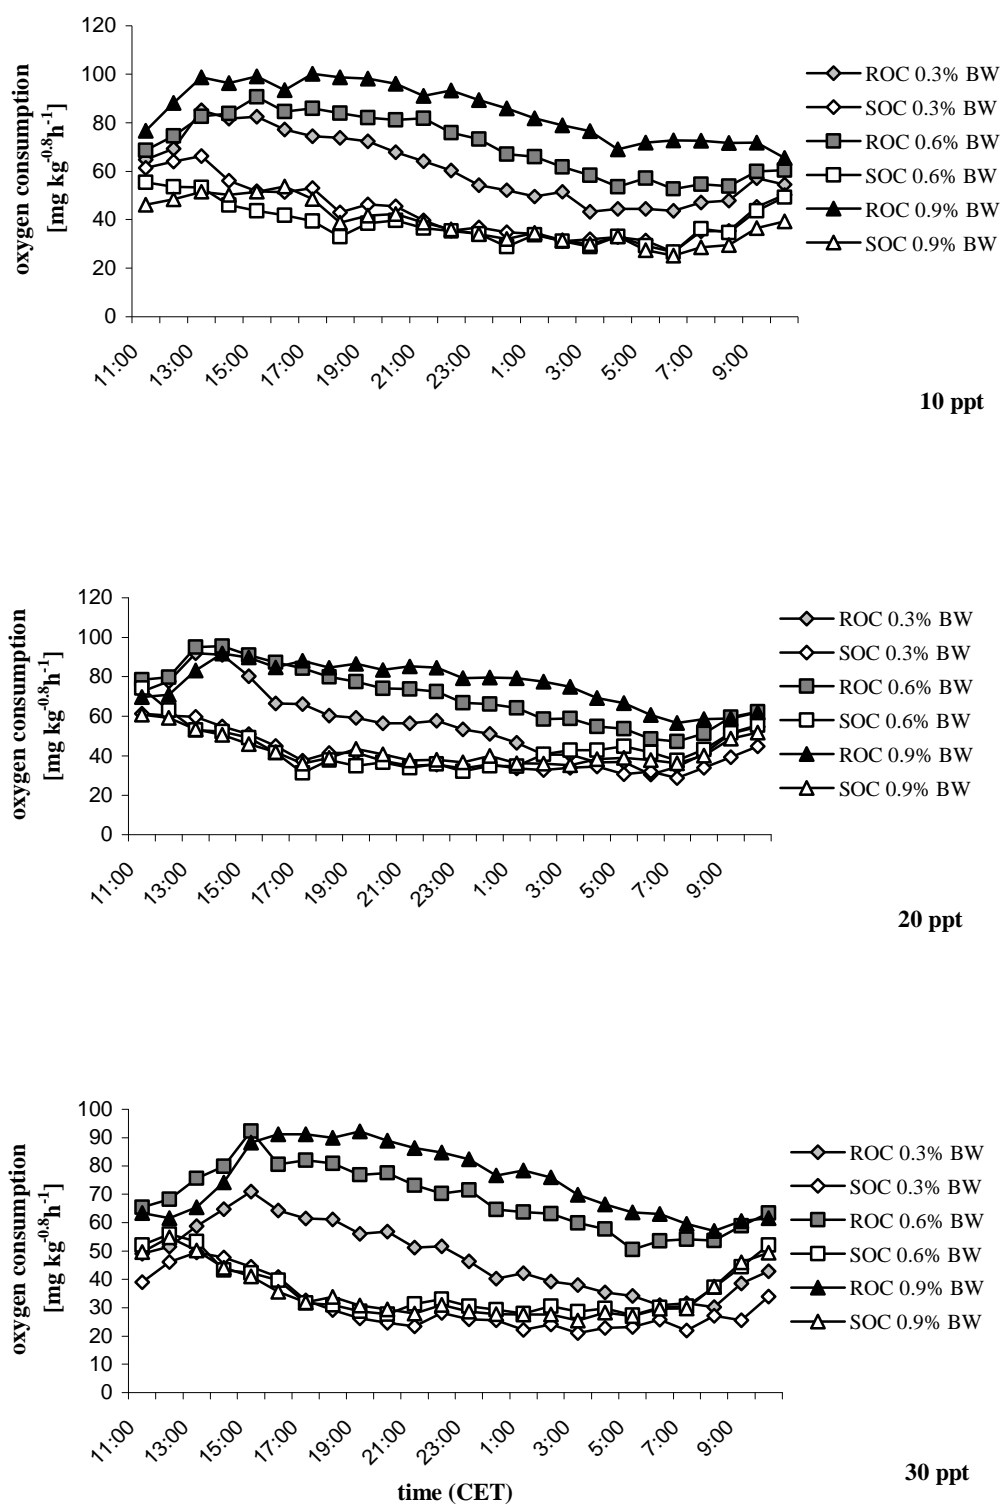 120
100
80
60
40
20
0
oxygen consumption
[mg kg-0.8h-1]
11:00
13:00
15:00
17:00
19:00
21:00
23:00
1:00
3:00
5:00
7:00
9:00
ROC 0.3% BW
SOC 0.3% BW
ROC 0.6% BW
SOC 0.6% BW
ROC 0.9% BW
SOC 0.9% BW
10 ppt
120
100
80
60
40
20
0
oxygen consumption
[mg kg-0.8h-1]
11:00
13:00
15:00
17:00
19:00
21:00
23:00
1:00
3:00
5:00
7:00
9:00
ROC 0.3% BW
SOC 0.3% BW
ROC 0.6% BW
SOC 0.6% BW
ROC 0.9% BW
SOC 0.9% BW
20 ppt
100
90
80
70
60
50
40
30
20
10
0
oxygen consumption
[mg kg-0.8h-1]
11:00
13:00
15:00
17:00
19:00
21:00
23:00
1:00
3:00
5:00
7:00
9:00
ROC 0.3% BW
SOC 0.3% BW
ROC 0.6% BW
SOC 0.6% BW
ROC 0.9% BW
SOC 0.9% BW
30 ppt
time (CET)